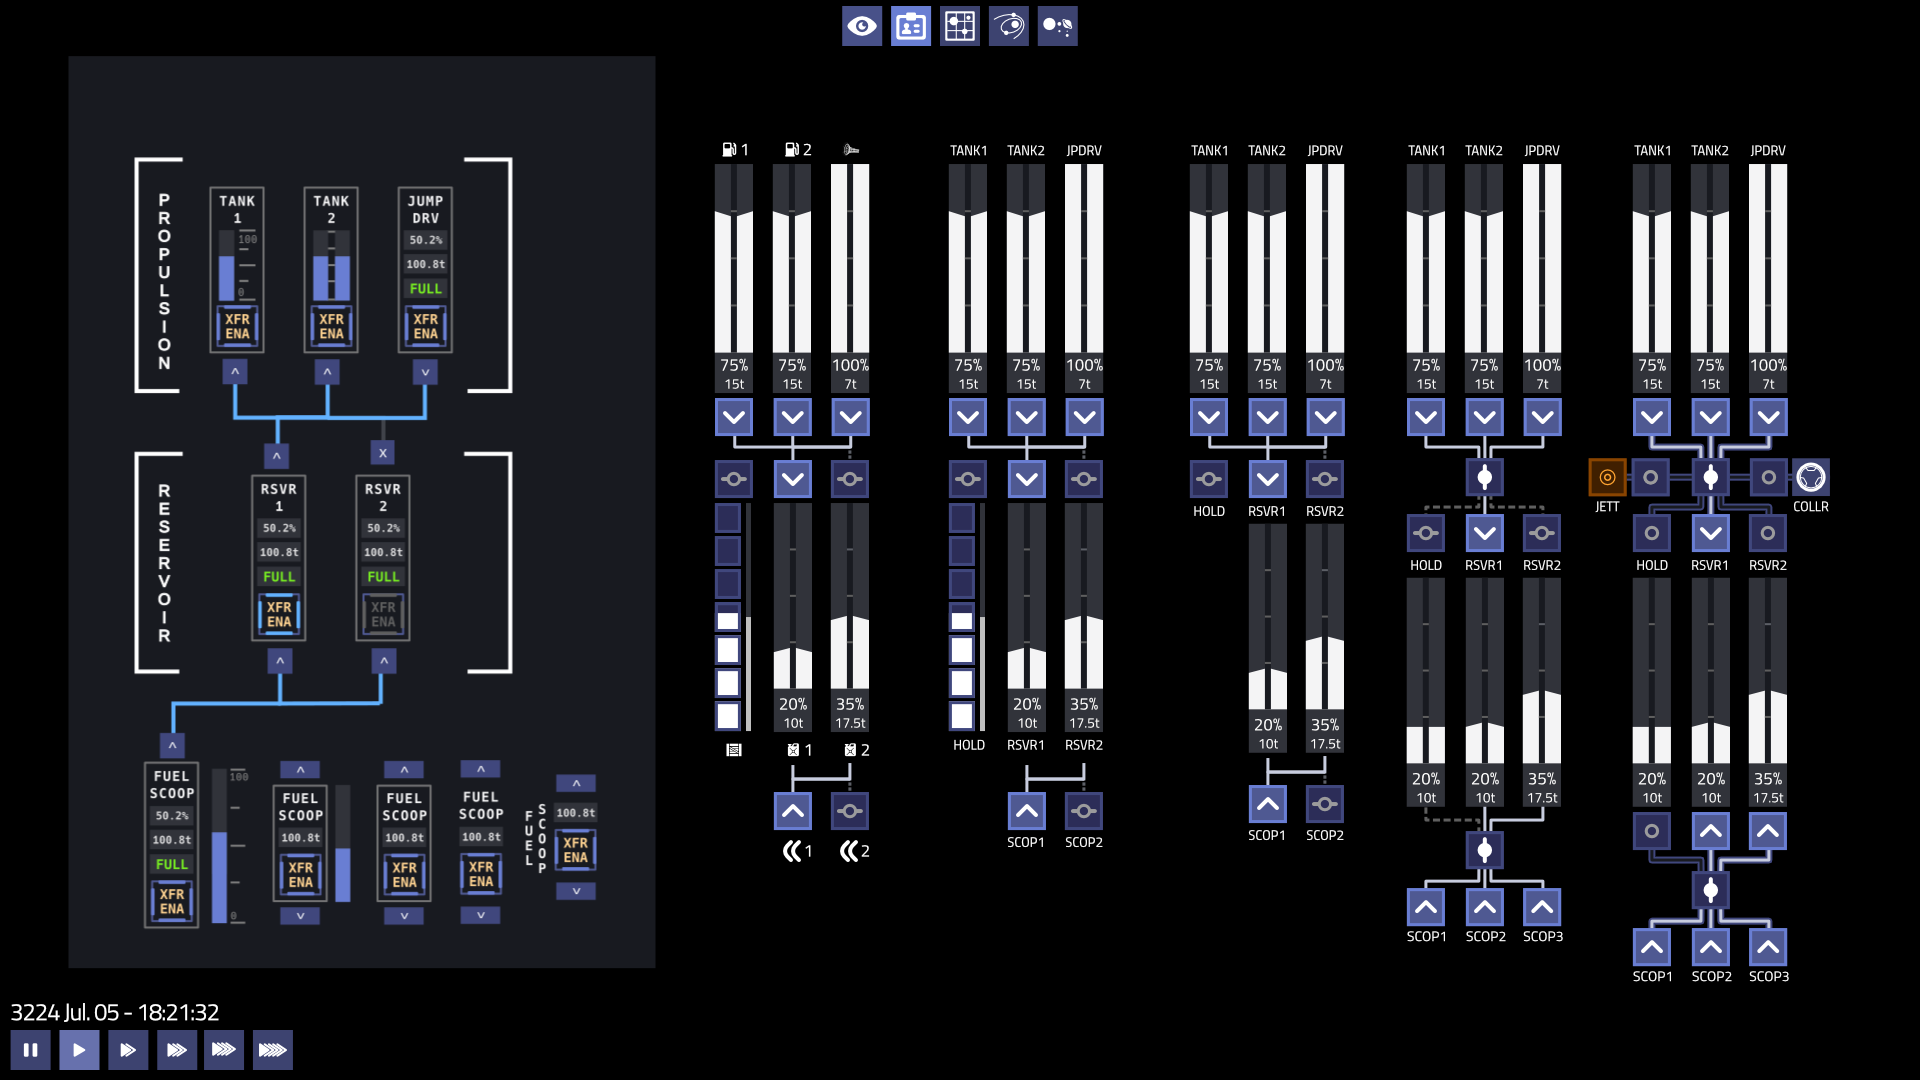 PROPULSION
TANK 1
100
0
XFR ENA
TANK 2
XFR ENA
JUMP DRV
50.2%
100.8t
FULL
XFR ENA
^ ^ v
^ X
RESERVOIR
RSVR 1
50.2%
100.8t
FULL
XFR ENA
RSVR 2
50.2%
100.8t
FULL
XFR ENA
^ ^
^
FUEL SCOOP
50.2%
100.8t
FULL
XFR ENA
100
0
^
FUEL SCOOP
100.8t
XFR ENA
v
^
FUEL SCOOP
100.8t
XFR ENA
v
^
FUEL SCOOP
100.8t
XFR ENA
v
FUEL SCOOP
^
100.8t
XFR ENA
v
1 2
75% 75% 100%
15t 15t 7t
20% 35%
10t 17.5t
1 2
1 2
TANK1 TANK2 JPDRV
75% 75% 100%
15t 15t 7t
20% 35%
10t 17.5t
HOLD RSVR1 RSVR2
SCOP1 SCOP2
TANK1 TANK2 JPDRV
75% 75% 100%
15t 15t 7t
HOLD RSVR1 RSVR2
20% 35%
10t 17.5t
SCOP1 SCOP2
TANK1 TANK2 JPDRV
75% 75% 100%
15t 15t 7t
HOLD RSVR1 RSVR2
20% 20% 35%
10t 10t 17.5t
SCOP1 SCOP2 SCOP3
TANK1 TANK2 JPDRV
75% 75% 100%
15t 15t 7t
JETT COLLR
HOLD RSVR1 RSVR2
20% 20% 35%
10t 10t 17.5t
SCOP1 SCOP2 SCOP3
3224 Jul. 05 - 18:21:32